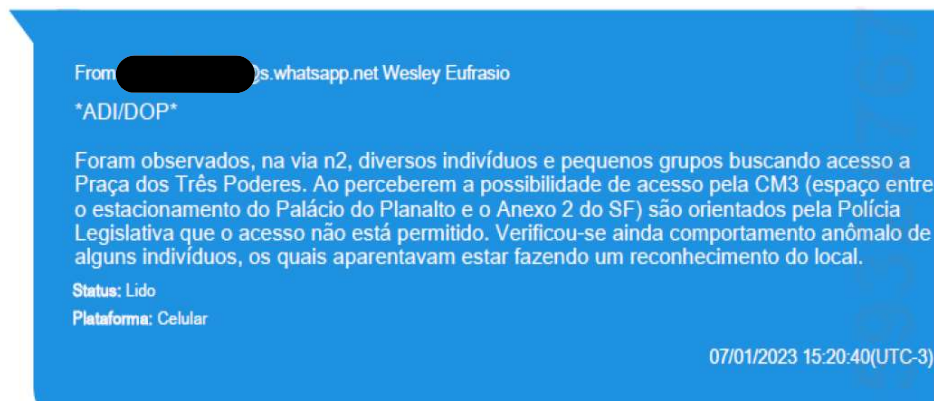 From @s.whatsapp.net Wesley Eufrasio
*ADI/DOP*
Foram observados, na via n2, diversos indivíduos e pequenos grupos buscando acesso a
Praça dos Três Poderes. Ao perceberem a possibilidade de acesso pela CM3 (espaço entre
o estacionamento do Palácio do Planalto e o Anexo 2 do SF) são orientados pela Polícia
Legislativa que o acesso não está permitido. Verificou-se ainda comportamento anômalo de
alguns indivíduos, os quais aparentavam estar fazendo um reconhecimento do local.
Status: Lido
Plataforma: Celular
07/01/2023 15:20:40(UTC-3)